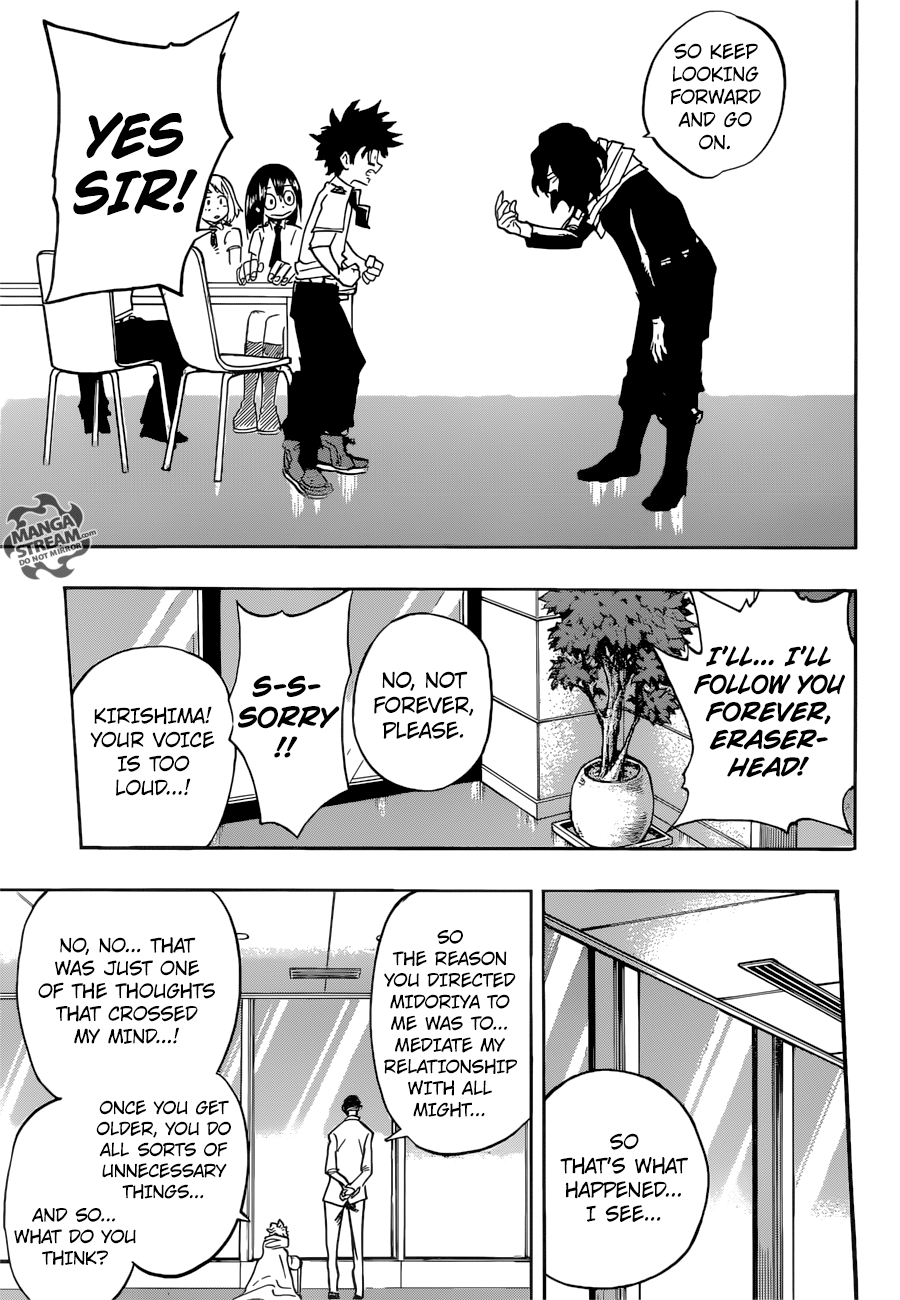 SO KEEP
LOOKING
FORWARD
AND GO
ON.
YES
SIR!
MANGA
STREAM.com
DO NOT MIRROR
I'LL... I'LL
FOLLOW YOU
FOREVER,
ERASER-
HEAD!
NO, NOT
FOREVER,
PLEASE.
S-S-
SORRY
!!
KIRISHIMA!
YOUR VOICE
IS TOO
LOUD...!
SO
THAT'S WHAT
HAPPENED...
I SEE...
SO
THE REASON
YOU DIRECTED
MIDORIYA TO
ME WAS TO...
MEDIATE MY
RELATIONSHIP
WITH ALL
MIGHT...
NO, NO... THAT
WAS JUST ONE
OF THE THOUGHTS
THAT CROSSED
MY MIND...!
ONCE YOU GET
OLDER, YOU DO
ALL SORTS OF
UNNECESSARY
THINGS...
AND SO...
WHAT DO YOU
THINK?